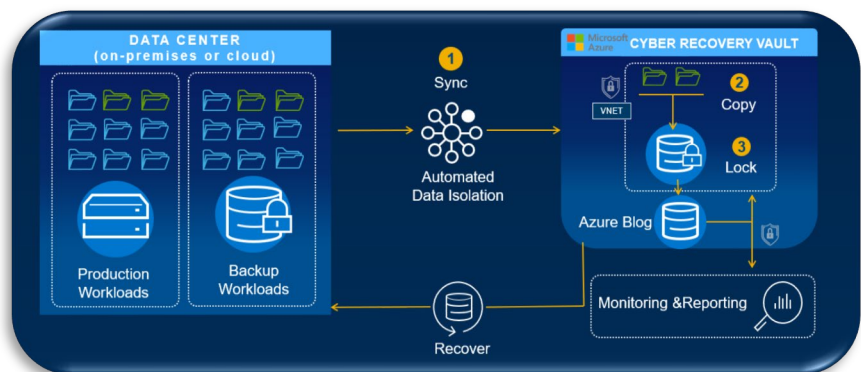 DATA CENTER
(on-premises or cloud)
Production
Workloads
Backup
Workloads
1
Sync
Automated
Data Isolation
Recover
Microsoft
Azure
CYBER RECOVERY VAULT
VNET
2
Copy
3
Lock
Azure Blog
Monitoring &Reporting